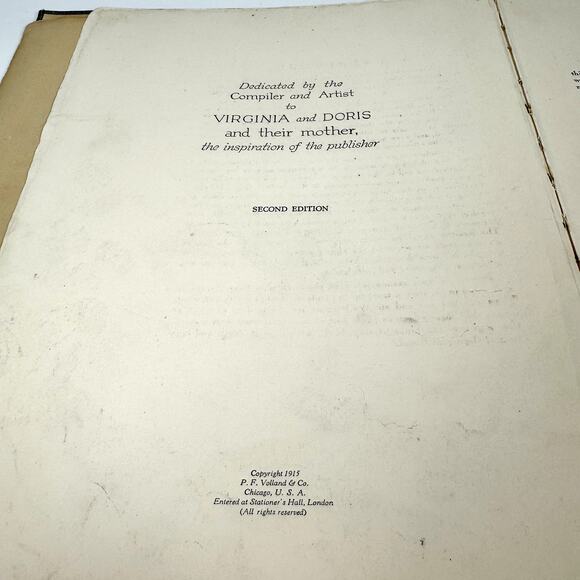 Dedicated by the
Compiler and Artist
to
VIRGINIA and DORIS
and their mother,
the inspiration of the publisher
SECOND EDITION
Copyright 1915
P. F. Volland & Co.
Chicago, U. S. A.
Entered at Stationer's Hall, London
(All rights reserved)